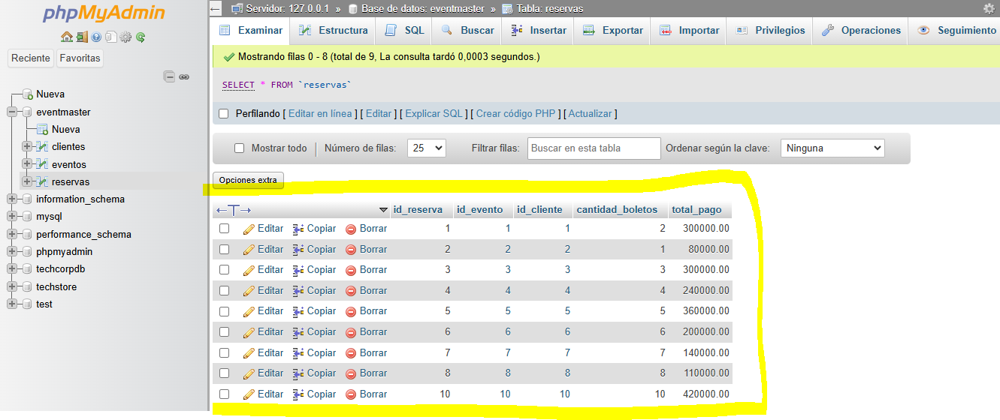 phpMyAdmin
Reciente Favoritas
Nueva
eventmaster
Nueva
clientes
eventos
reservas
information_schema
mysql
performance_schema
phpmyadmin
techcorpdb
techstore
test
Servidor: 127.0.0.1 » Base de datos: eventmaster » Tabla: reservas
Examinar Estructura SQL Buscar Insertar Exportar Importar Privilegios Operaciones Seguimiento
Mostrando filas 0 - 8 (total de 9, La consulta tardó 0,0003 segundos.)
SELECT * FROM `reservas`
Perfilando [ Editar en línea ] [ Editar ] [ Explicar SQL ] [ Crear código PHP ] [ Actualizar ]
Mostrar todo Número de filas: 25 Filtrar filas: Buscar en esta tabla Ordenar según la clave: Ninguna
Opciones extra
←T→ id_reserva id_evento id_cliente cantidad_boletos total_pago
Editar Copiar Borrar 1 1 1 2 300000.00
Editar Copiar Borrar 2 2 2 1 80000.00
Editar Copiar Borrar 3 3 3 3 300000.00
Editar Copiar Borrar 4 4 4 4 240000.00
Editar Copiar Borrar 5 5 5 5 360000.00
Editar Copiar Borrar 6 6 6 6 200000.00
Editar Copiar Borrar 7 7 7 7 140000.00
Editar Copiar Borrar 8 8 8 8 110000.00
Editar Copiar Borrar 10 10 10 10 420000.00